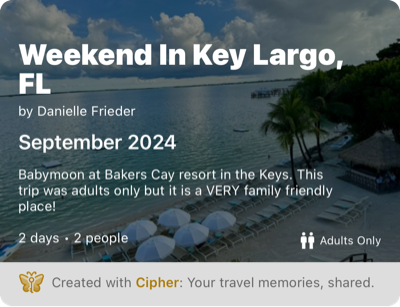 Weekend In Key Largo,
FL
by Danielle Frieder
September 2024
Babymoon at Bakers Cay resort in the Keys. This
trip was adults only but it is a VERY family friendly
place!
2 days • 2 people
Adults Only
Created with Cipher: Your travel memories, shared.